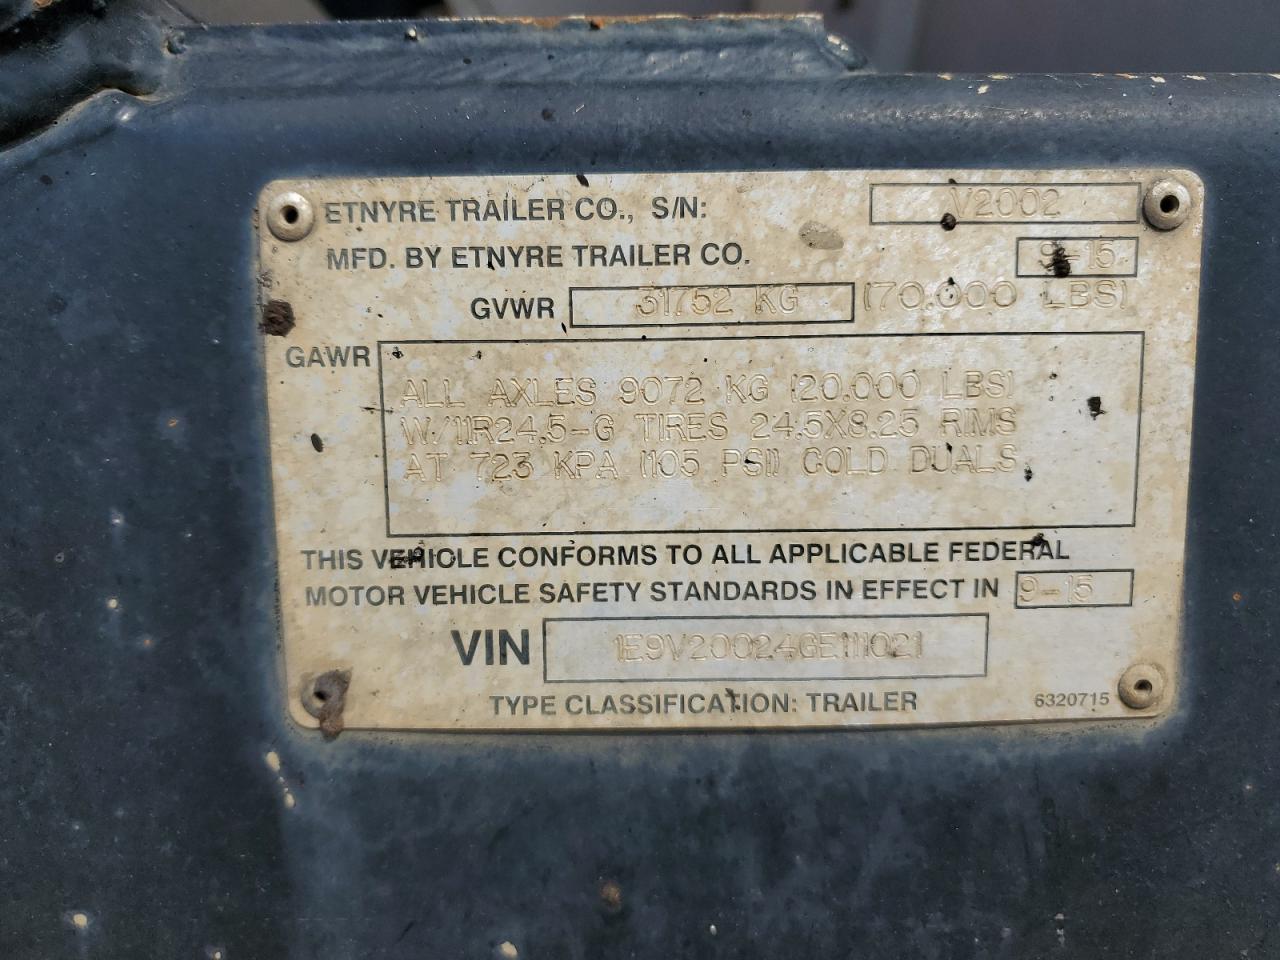 ETNYRE TRAILER CO., S/N: V2002
MFD. BY ETNYRE TRAILER CO. 9-15
GVWR 31752 KG (70.000 LBS)
GAWR
ALL AXLES 9072 KG (20.000 LBS)
W/11R24.5-G TIRES 24.5X8.25 RIMS
AT 723 KPA (105 PSI) COLD DUALS
THIS VEHICLE CONFORMS TO ALL APPLICABLE FEDERAL
MOTOR VEHICLE SAFETY STANDARDS IN EFFECT IN 9-15
VIN 1E9V20024GE111021
TYPE CLASSIFICATION: TRAILER 6320715